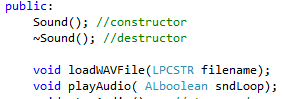 public:
Sound(); //constructor
~Sound(); //destructor
void loadWAVFile(LPCSTR filename);
void playAudio( ALboolean sndLoop);